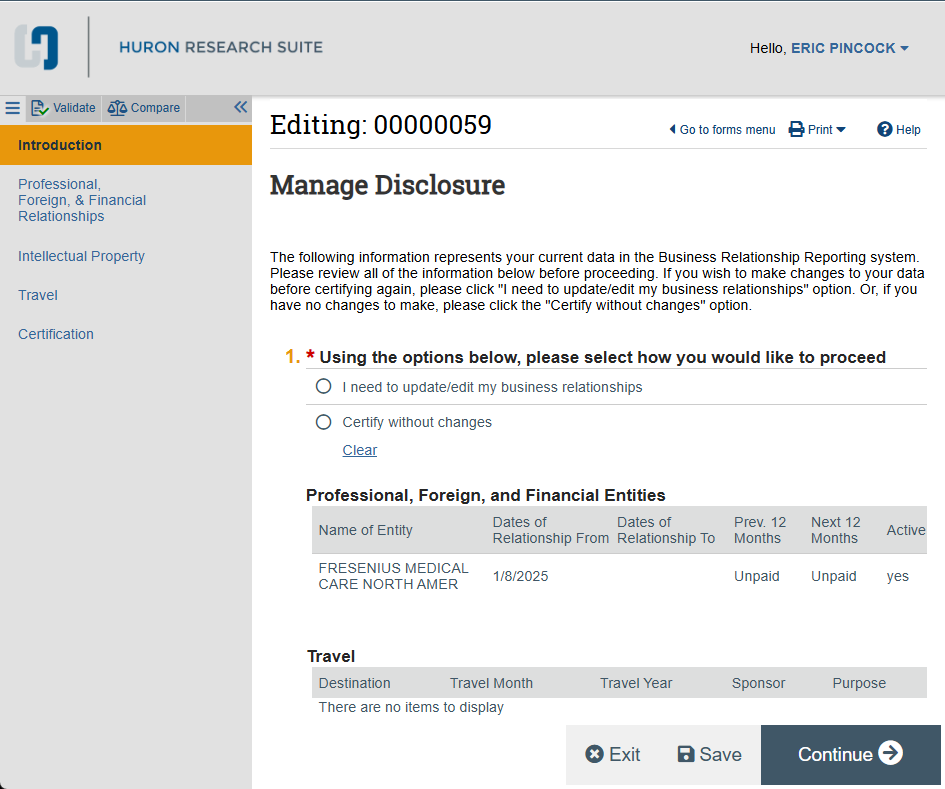 HURON RESEARCH SUITE
Hello, ERIC PINCOCK
Validate
Compare
Introduction
Professional,
Foreign, & Financial
Relationships
Intellectual Property
Travel
Certification
Editing: 00000059
Go to forms menu
Print
Help
Manage Disclosure
The following information represents your current data in the Business Relationship Reporting system.
Please review all of the information below before proceeding. If you wish to make changes to your data
before certifying again, please click "I need to update/edit my business relationships" option. Or, if you
have no changes to make, please click the "Certify without changes" option.
1. * Using the options below, please select how you would like to proceed
I need to update/edit my business relationships
Certify without changes
Clear
Professional, Foreign, and Financial Entities
Name of Entity Dates of Relationship From Dates of Relationship To Prev. 12 Months Next 12 Months Active
FRESENIUS MEDICAL CARE NORTH AMER 1/8/2025 Unpaid Unpaid yes
Travel
Destination Travel Month Travel Year Sponsor Purpose
There are no items to display
Exit Save Continue